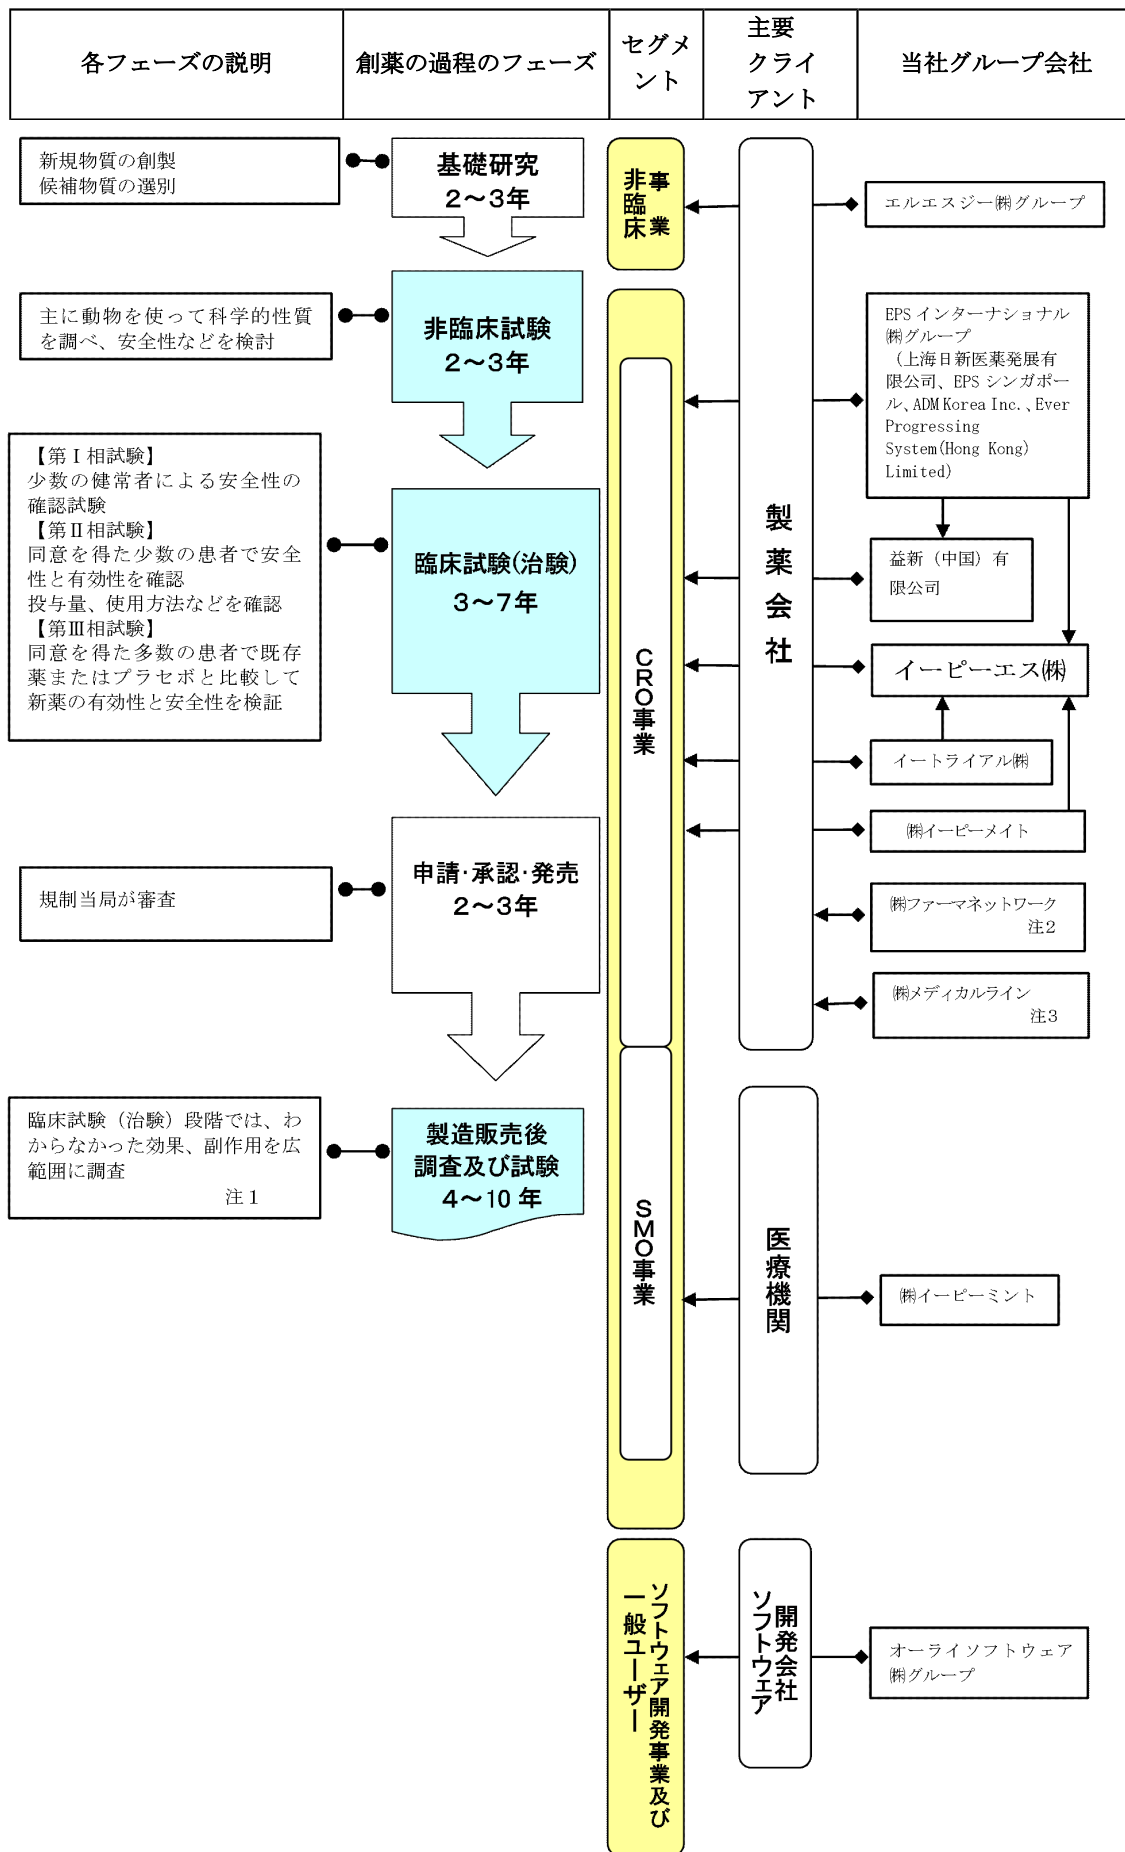 各フェーズの説明
創薬の過程のフェーズ
セグメ
ント
主要
クライ
アント
当社グループ会社
新規物質の創製
候補物質の選別
基礎研究
2～3年
非臨床
事業
エルエスジー㈱グループ
主に動物を使って科学的性質
を調べ、安全性などを検討
非臨床試験
2～3年
EPSインターナショナル
㈱グループ
（上海日新医薬発展有
限公司、EPSシンガポー
ル、ADM Korea Inc.、Ever
Progressing
System(Hong Kong)
Limited)
【第Ⅰ相試験】
少数の健常者による安全性の
確認試験
【第Ⅱ相試験】
同意を得た少数の患者で安全
性と有効性を確認
投与量、使用方法などを確認
【第Ⅲ相試験】
同意を得た多数の患者で既存
薬またはプラセボと比較して
新薬の有効性と安全性を検証
臨床試験(治験)
3～7年
CRO事業
製薬会社
益新（中国）有
限公司
イーピーエス㈱
イートライアル㈱
㈱イーピーメイト
規制当局が審査
申請･承認･発売
2～3年
㈱ファーマネットワーク
注2
㈱メディカルライン
注3
臨床試験（治験）段階では、わ
からなかった効果、副作用を広
範囲に調査
注１
製造販売後
調査及び試験
4～10年
SMO事業
医療機関
㈱イーピーミント
ソフトウェア開発事業及び
一般ユーザー
開発会社
ソフトウェア
オーライソフトウェア
㈱グループ